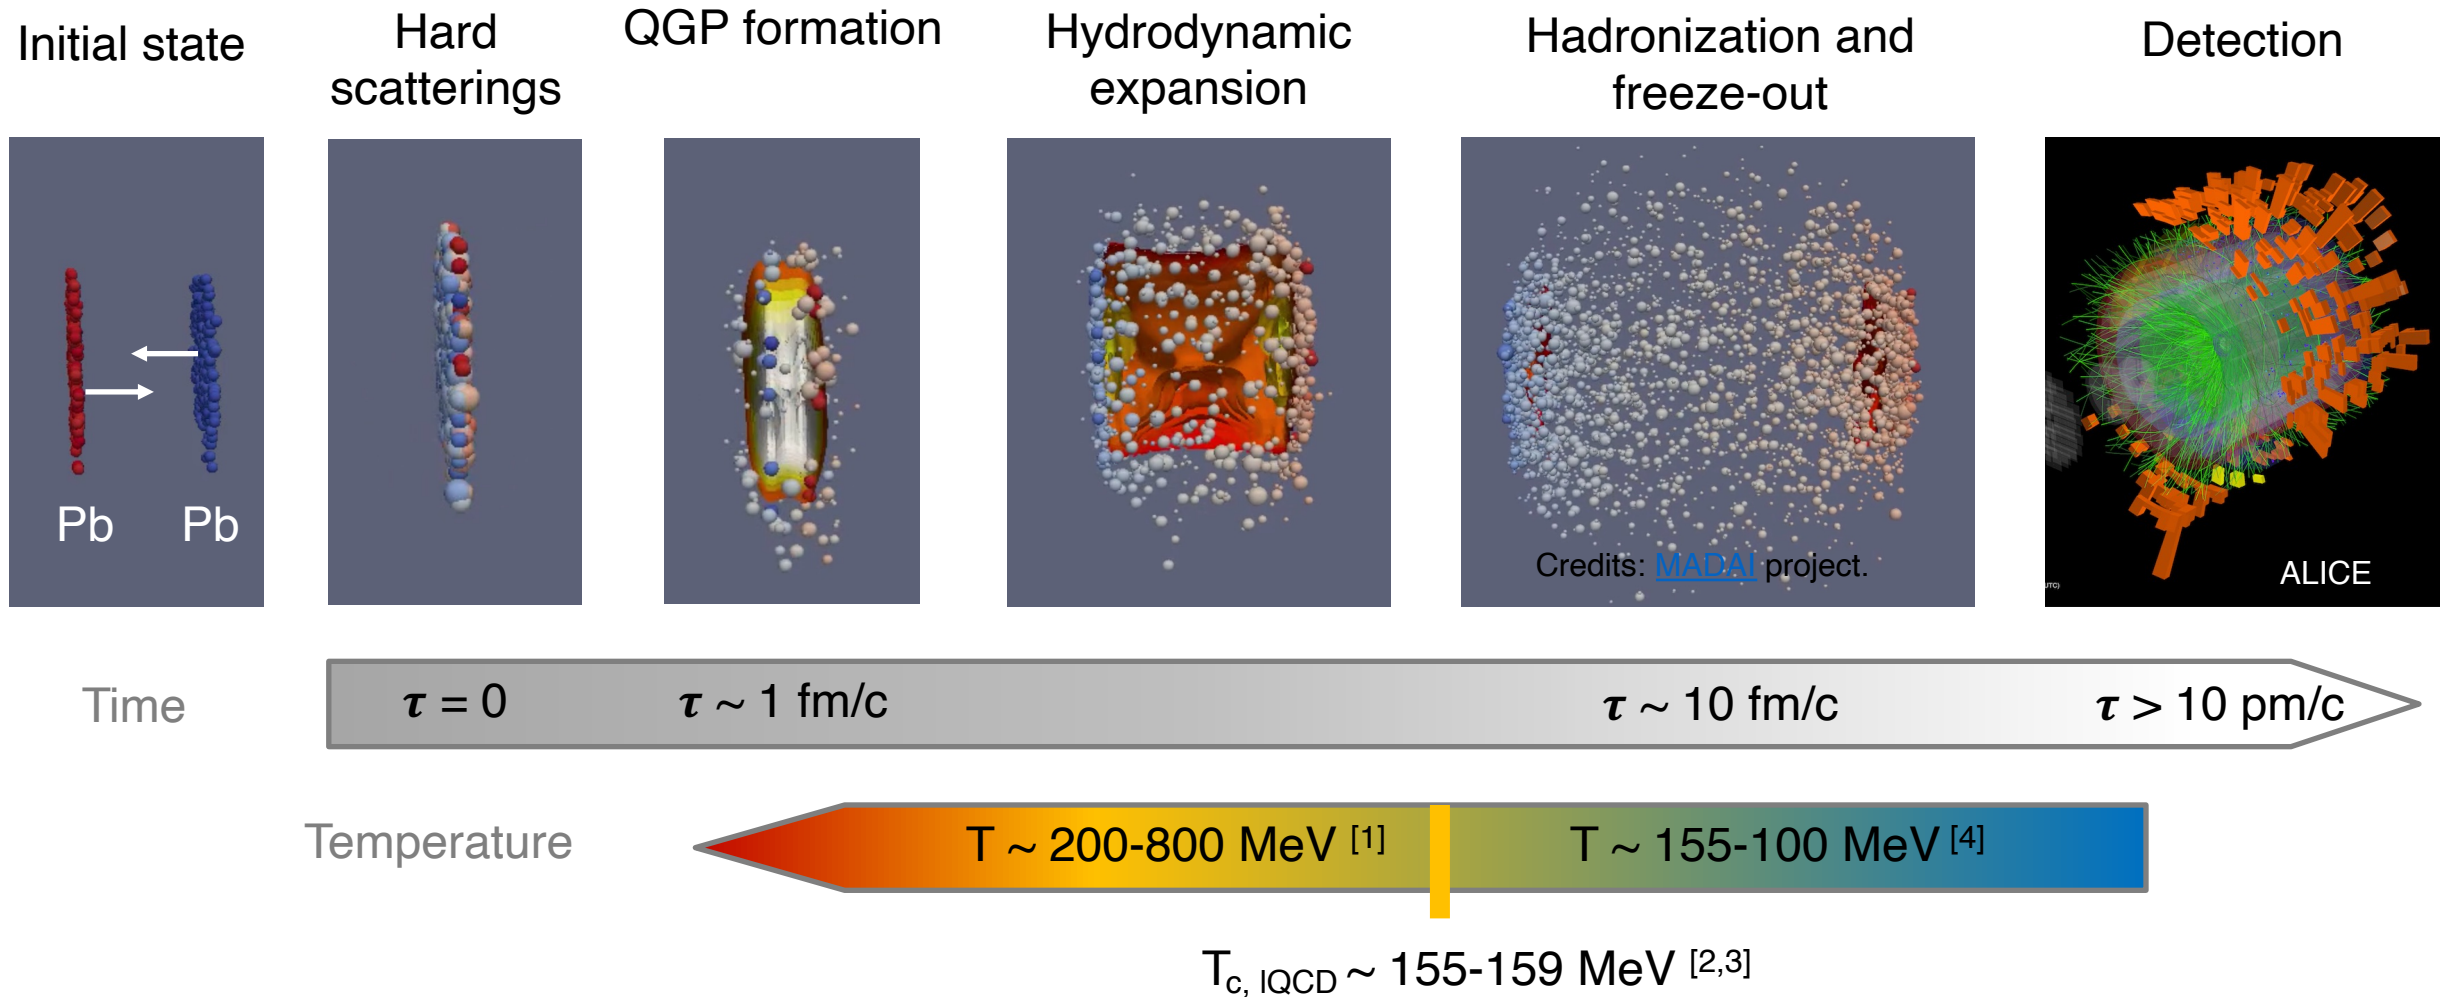 Initial state
Hard
scatterings
QGP formation
Hydrodynamic
expansion
Hadronization and
freeze-out
Detection
Pb Pb
Credits: MADAI project.
UTC)
ALICE
Time
𝝉 = 0
𝝉 ~ 1 fm/c
𝝉 ~ 10 fm/c
𝝉 > 10 pm/c
Temperature
T ~ 200-800 MeV [1]
T ~ 155-100 MeV [4]
Tc, lQCD ~ 155-159 MeV [2,3]